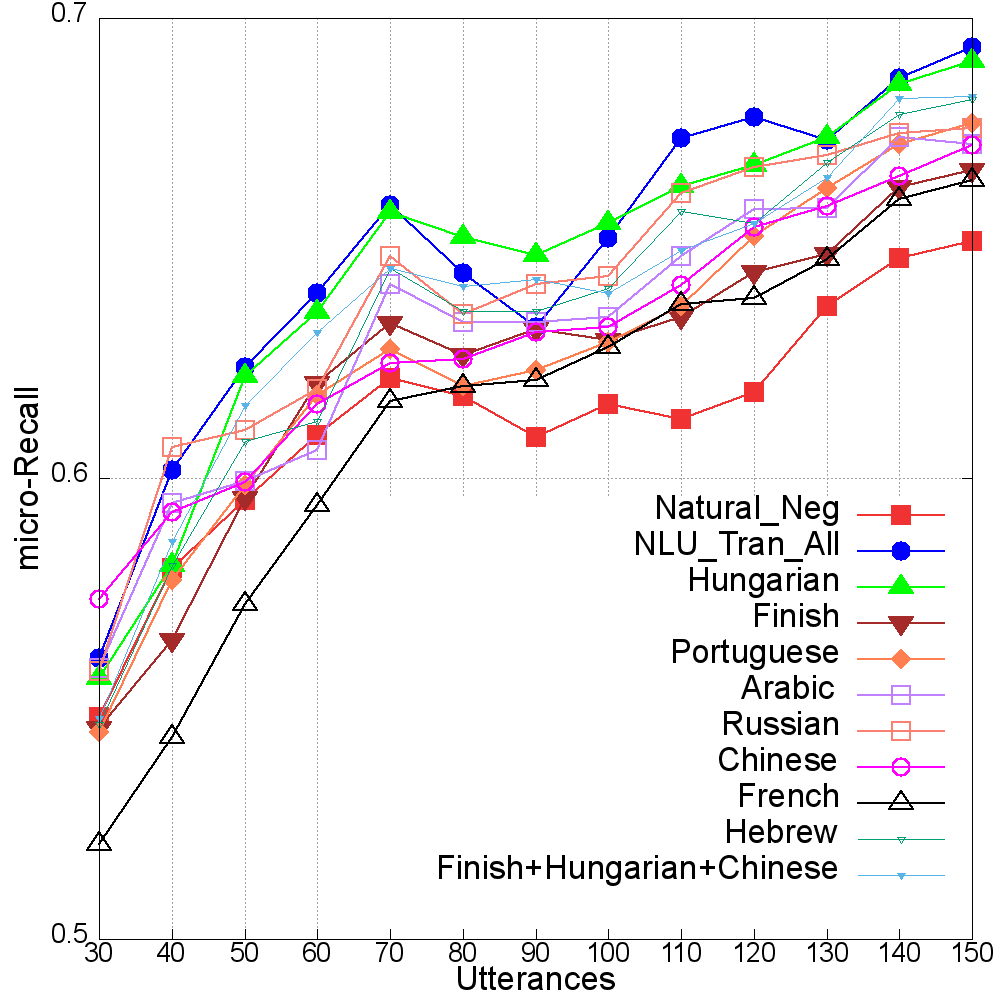 0.7
0.6
0.5
micro-Recall
Natural_Neg
NLU_Tran_All
Hungarian
Finish
Portuguese
Arabic
Russian
Chinese
French
Hebrew
Finish+Hungarian+Chinese
30 40 50 60 70 80 90 100 110 120 130 140 150
Utterances